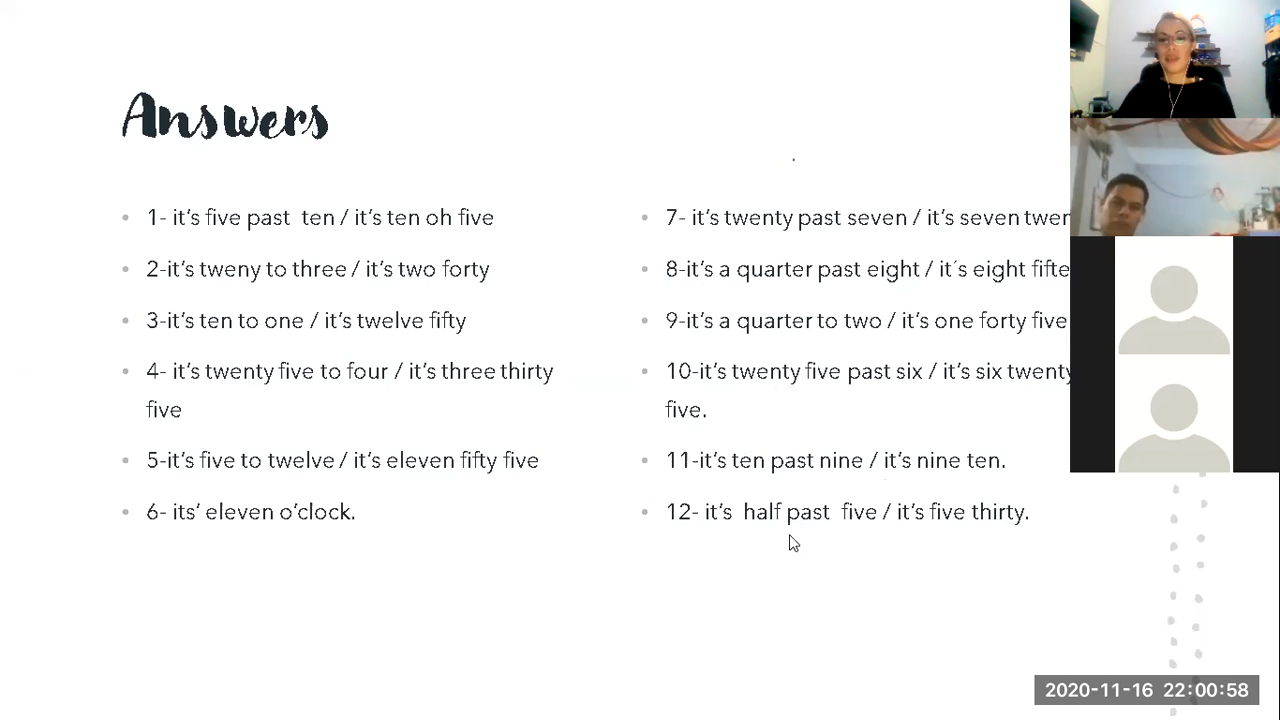 Answers
• 1- it's five past ten / it's ten oh five
• 2-it's tweny to three / it's two forty
• 3-it's ten to one / it's twelve fifty
• 4- it's twenty five to four / it's three thirty
five
• 5-it's five to twelve / it's eleven fifty five
• 6- its' eleven o'clock.
• 7- it's twenty past seven / it's seven
• 8-it's a quarter past eight / it´s eight
• 9-it's a quarter to two / it's one forty five
• 10-it's twenty five past six / it's six twenty
five.
• 11-it's ten past nine / it's nine ten.
• 12- it's half past five / it's five thirty.
2020-11-16 22:00:58